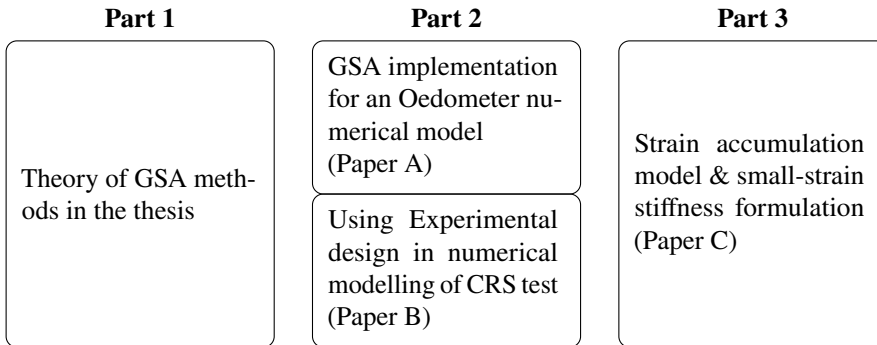 Part 1
Theory of GSA meth-
ods in the thesis
Part 2
GSA implementation
for an Oedometer nu-
merical model
(Paper A)
Using Experimental
design in numerical
modelling of CRS test
(Paper B)
Part 3
Strain accumulation
model & small-strain
stiffness formulation
(Paper C)